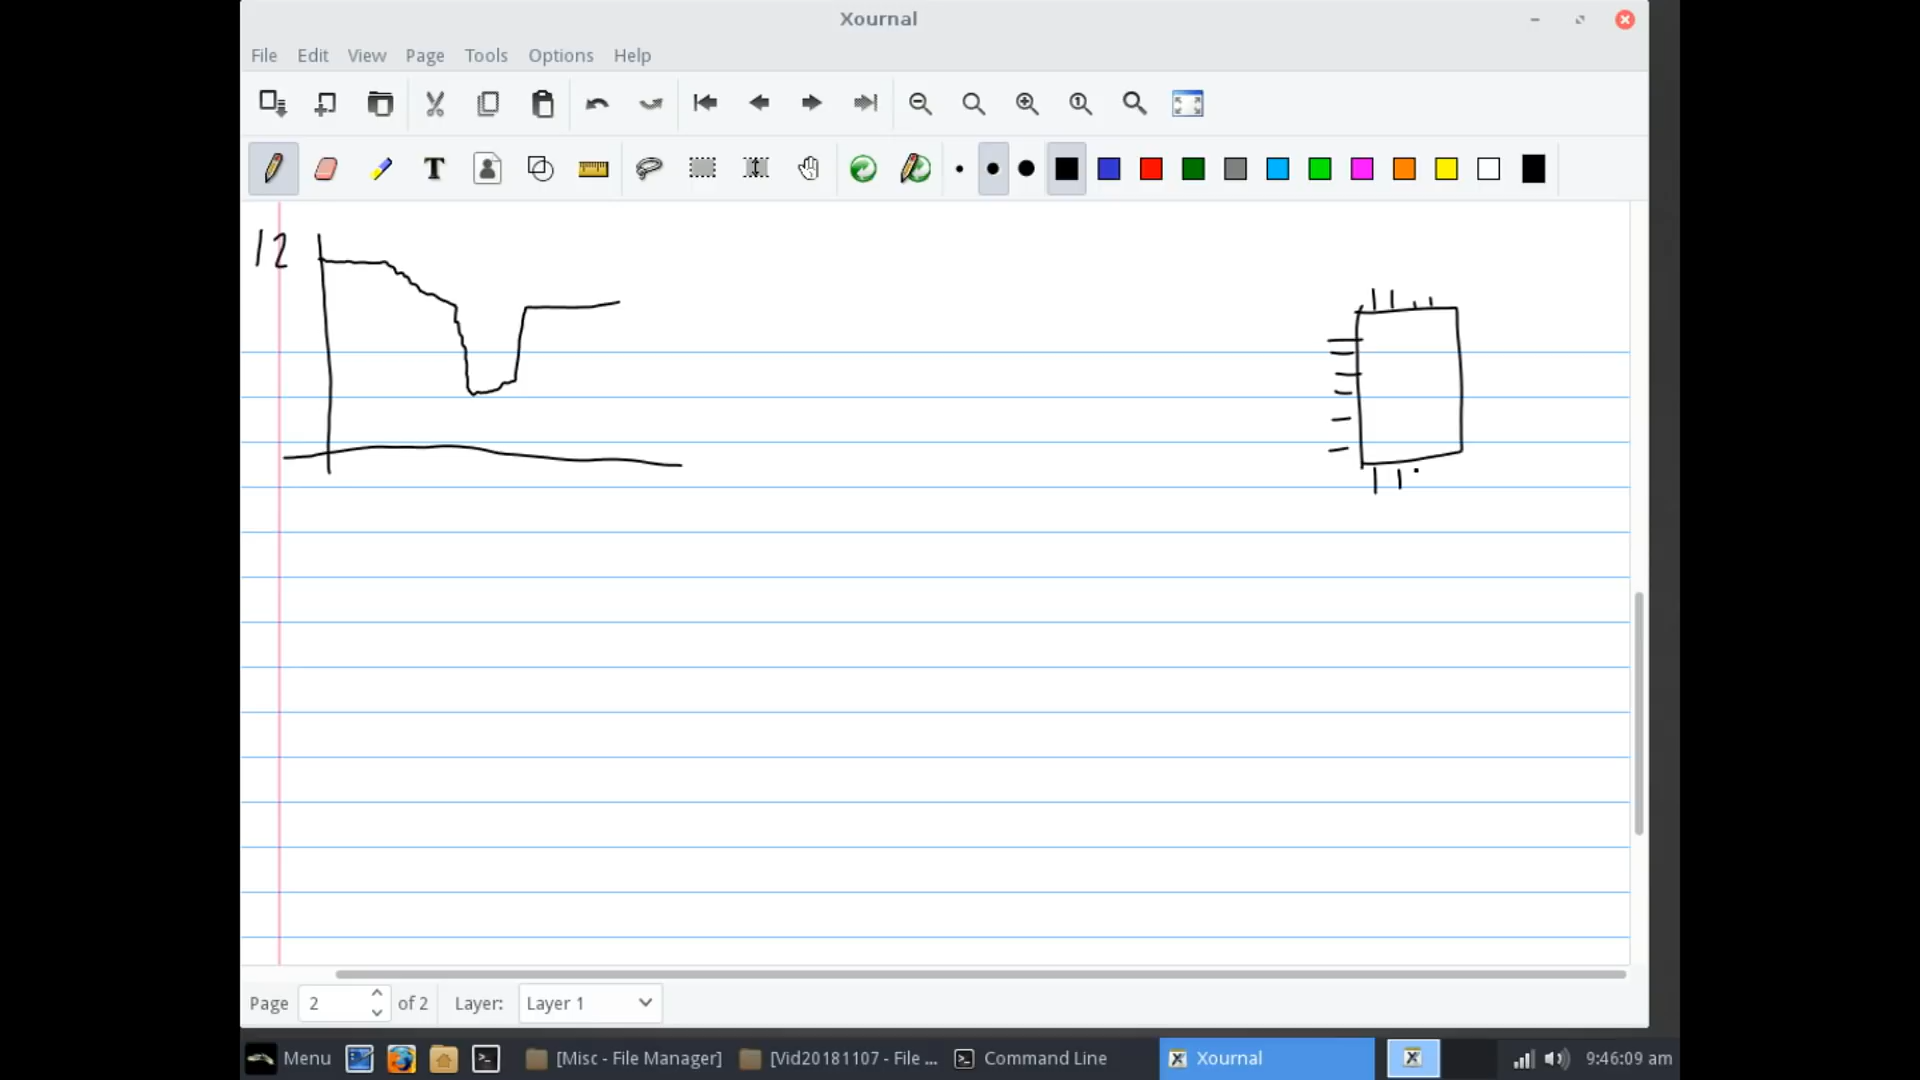 Xournal
File Edit View Page Tools Options Help
12
Page 2 of 2 Layer: Layer 1
Menu [Misc - File Manager] [Vid20181107 - File ... Command Line Xournal 9:46:09 am